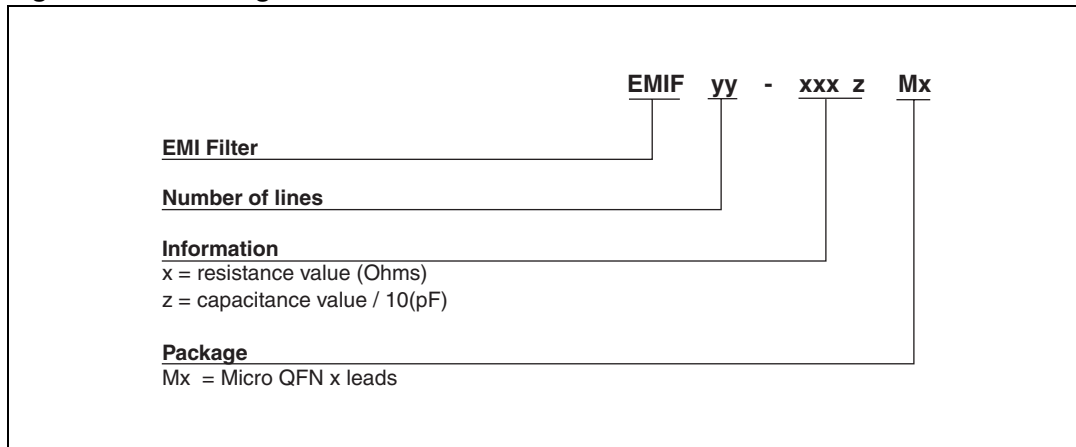 EMIF yy - xxx z Mx
EMI Filter
Number of lines
Information
x = resistance value (Ohms)
z = capacitance value / 10(pF)
Package
Mx = Micro QFN x leads